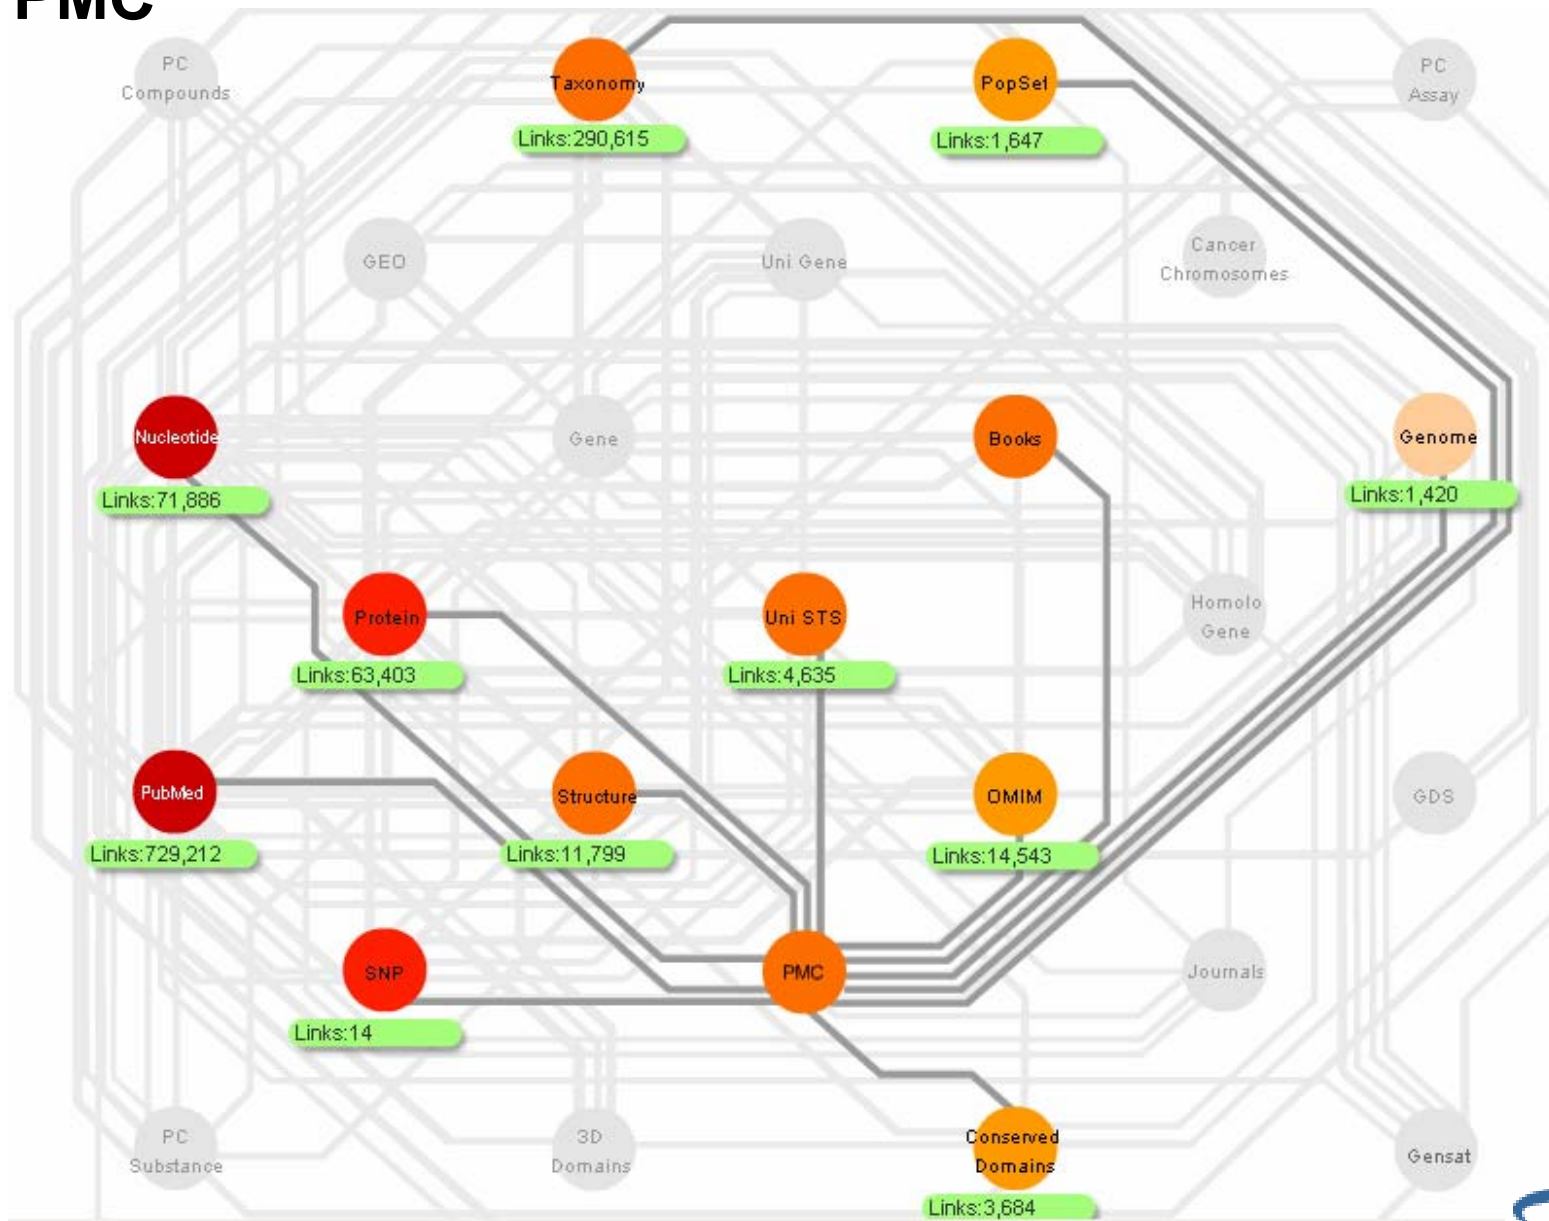 PMC
PC
Compounds
Taxonomy
Links:290,615
PopSet
Links:1,647
PC
Assay
GEO
Uni Gene
Cancer
Chromosomes
Nucleotide
Links:71,886
Gene
Books
Genome
Links:1,420
Protein
Links:63,403
Uni STS
Links:4,635
Homolo
Gene
PubMed
Links:729,212
Structure
Links:11,799
OMIM
Links:14,543
GDS
SNP
Links:14
PMC
Journals
PC
Substance
3D
Domains
Conserved
Domains
Links:3,684
Gensat